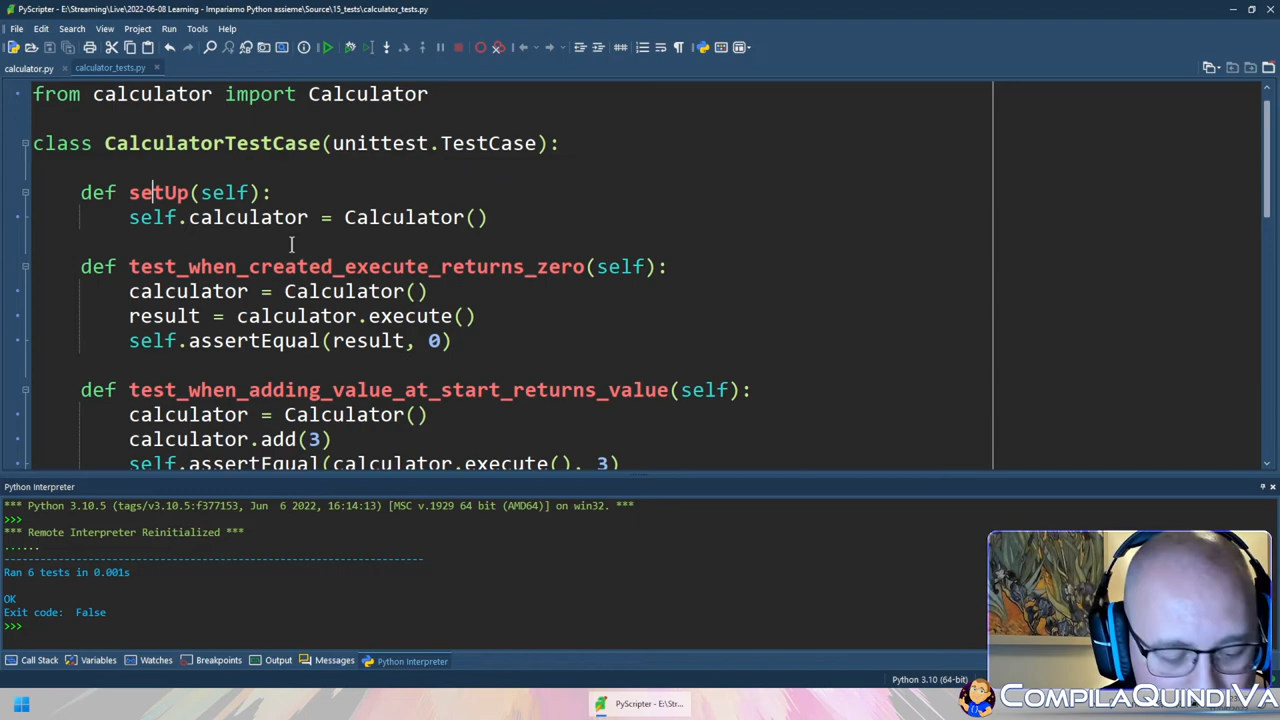 PyScripter - E:\Streaming\Live\2022-06-08 Learning - Impariamo Python assieme\Source\15_tests\calculator_tests.py
File Edit Search View Project Run Tools Help
calculator.py calculator_tests.py
from calculator import Calculator
class CalculatorTestCase(unittest.TestCase):
def setUp(self):
self.calculator = Calculator()
def test_when_created_execute_returns_zero(self):
calculator = Calculator()
result = calculator.execute()
self.assertEqual(result, 0)
def test_when_adding_value_at_start_returns_value(self):
calculator = Calculator()
calculator.add(3)
self.assertEqual(calculator.execute(), 3)
Python Interpreter
*** Python 3.10.5 (tags/v3.10.5:f377153, Jun  6 2022, 16:14:13) [MSC v.1929 64 bit (AMD64)] on win32. ***
>>>
*** Remote Interpreter Reinitialized ***
......
----------------------------------------------------------------------
Ran 6 tests in 0.001s
OK
Exit code:  False
>>>
Call Stack Variables Watches Breakpoints Output Messages Python Interpreter
Python 3.10 (64-bit)
PyScripter - E:\Str...
COMPILAQUINDIVA